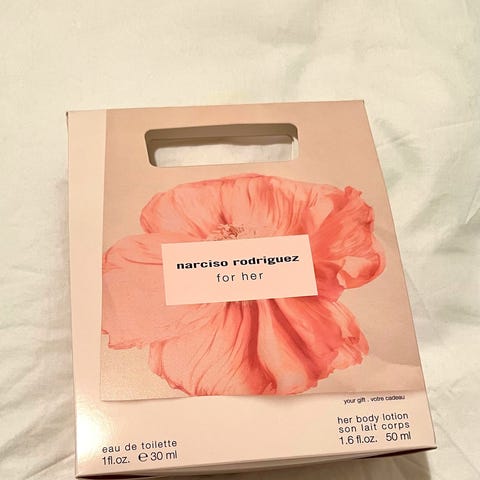 narciso rodriguez
for her
your gift . votre cadeau
eau de toilette
1fl.oz. ℮ 30 ml
her body lotion
son lait corps
1.6 fl.oz. 50 ml